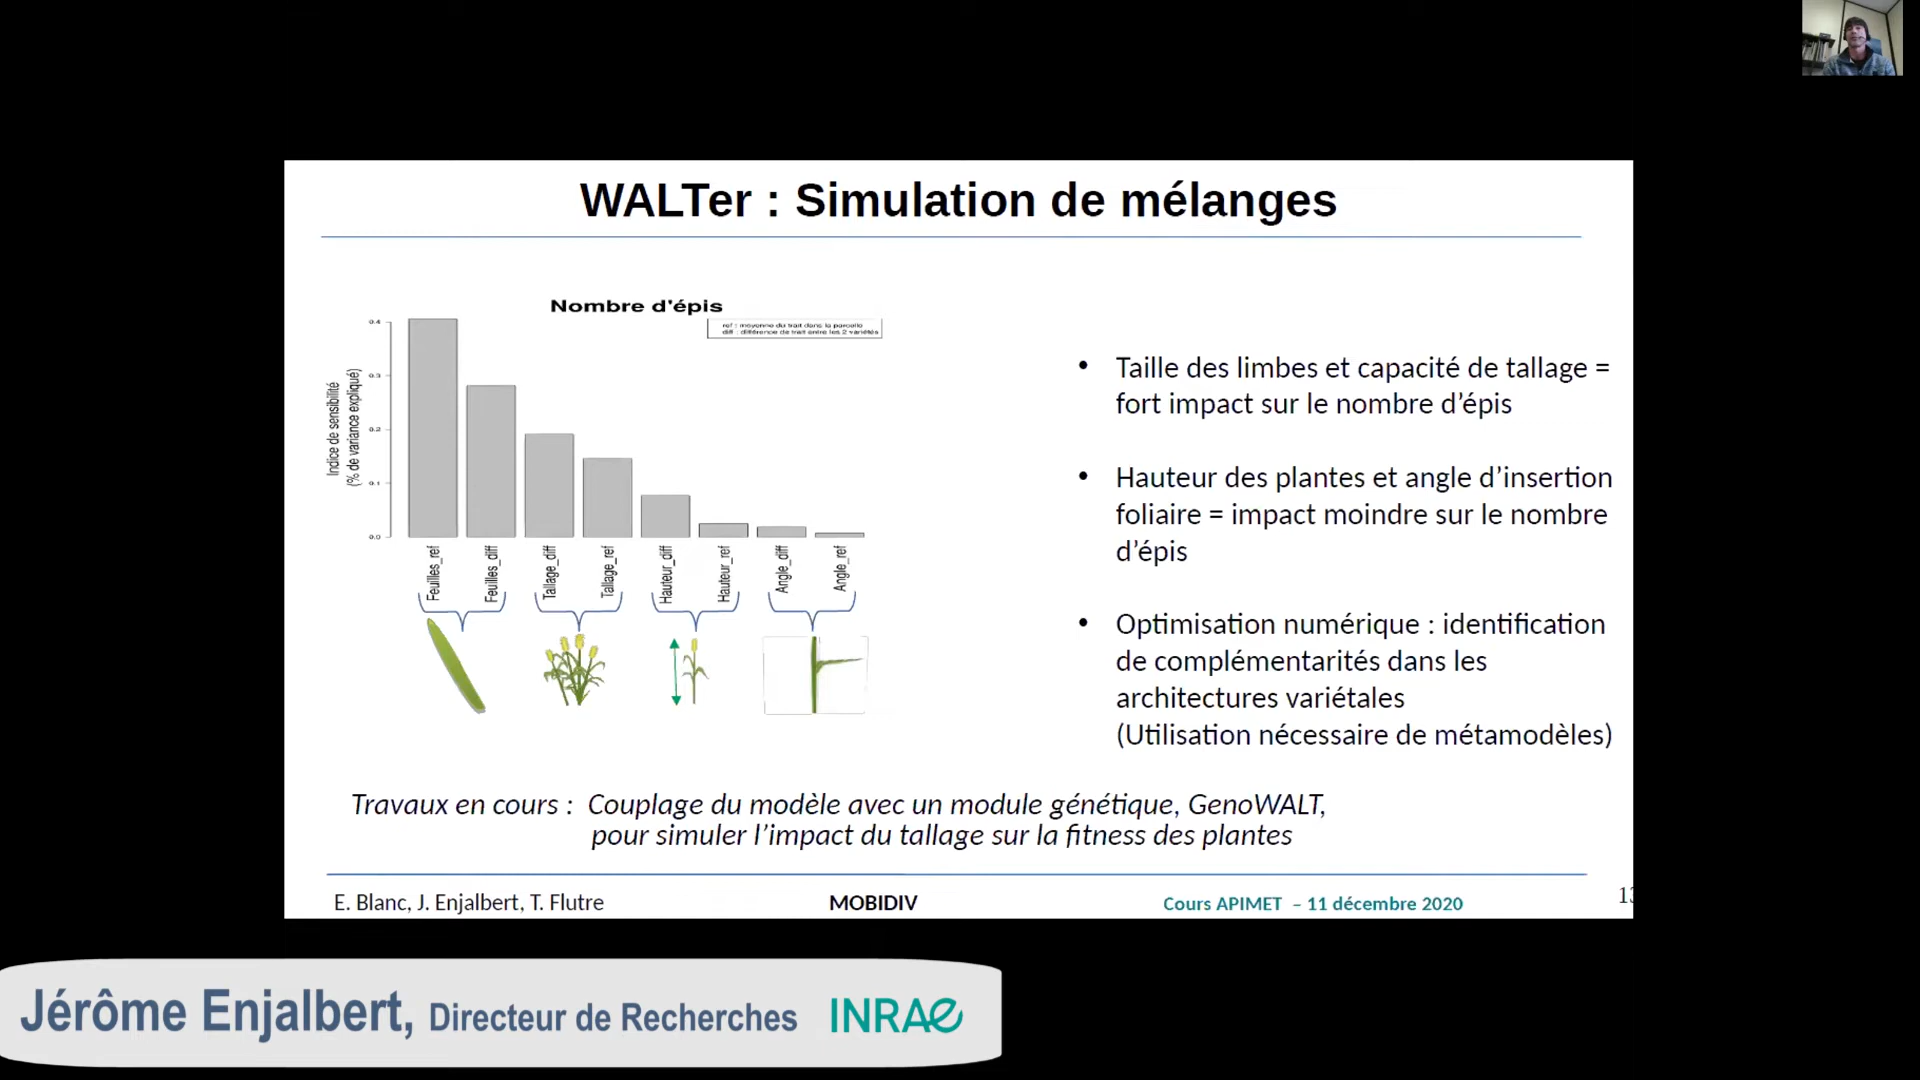 WALTer : Simulation de mélanges
Nombre d'épis
ref : moyenne du trait dans la parcelle
diff : différence de trait entre les 2 variétés
Indice de sensibilité
(% de variance expliqué)
0.4
0.3
0.2
0.1
0.0
Feuilles_ref
Feuilles_diff
Tallage_diff
Tallage_ref
Hauteur_diff
Hauteur_ref
Angle_diff
Angle_ref
• Taille des limbes et capacité de tallage =
fort impact sur le nombre d’épis
• Hauteur des plantes et angle d’insertion
foliaire = impact moindre sur le nombre
d’épis
• Optimisation numérique : identification
de complémentarités dans les
architectures variétales
(Utilisation nécessaire de métamodèles)
Travaux en cours : Couplage du modèle avec un module génétique, GenoWALT,
pour simuler l’impact du tallage sur la fitness des plantes
E. Blanc, J. Enjalbert, T. Flutre
MOBIDIV
Cours APIMET – 11 décembre 2020
Jérôme Enjalbert, Directeur de Recherches INRAE